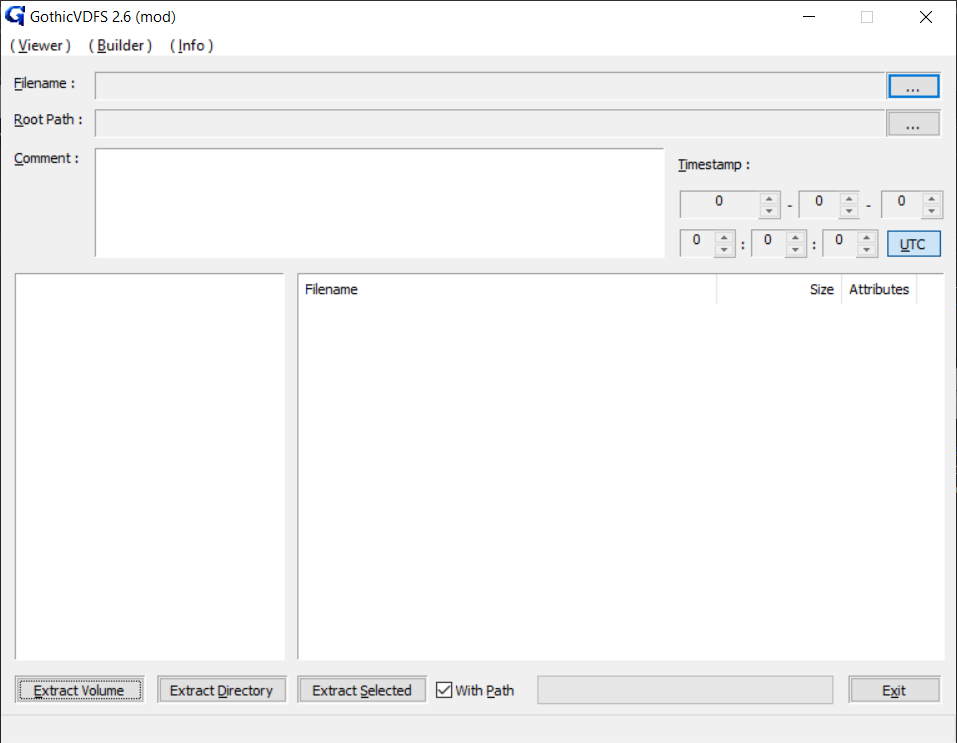 GothicVDFS 2.6 (mod)
( Viewer ) ( Builder ) ( Info )
Filename : ...
Root Path : ...
Comment : Timestamp :
0 - 0 - 0
0 : 0 : 0 UTC
Filename Size Attributes
Extract Volume Extract Directory Extract Selected With Path Exit